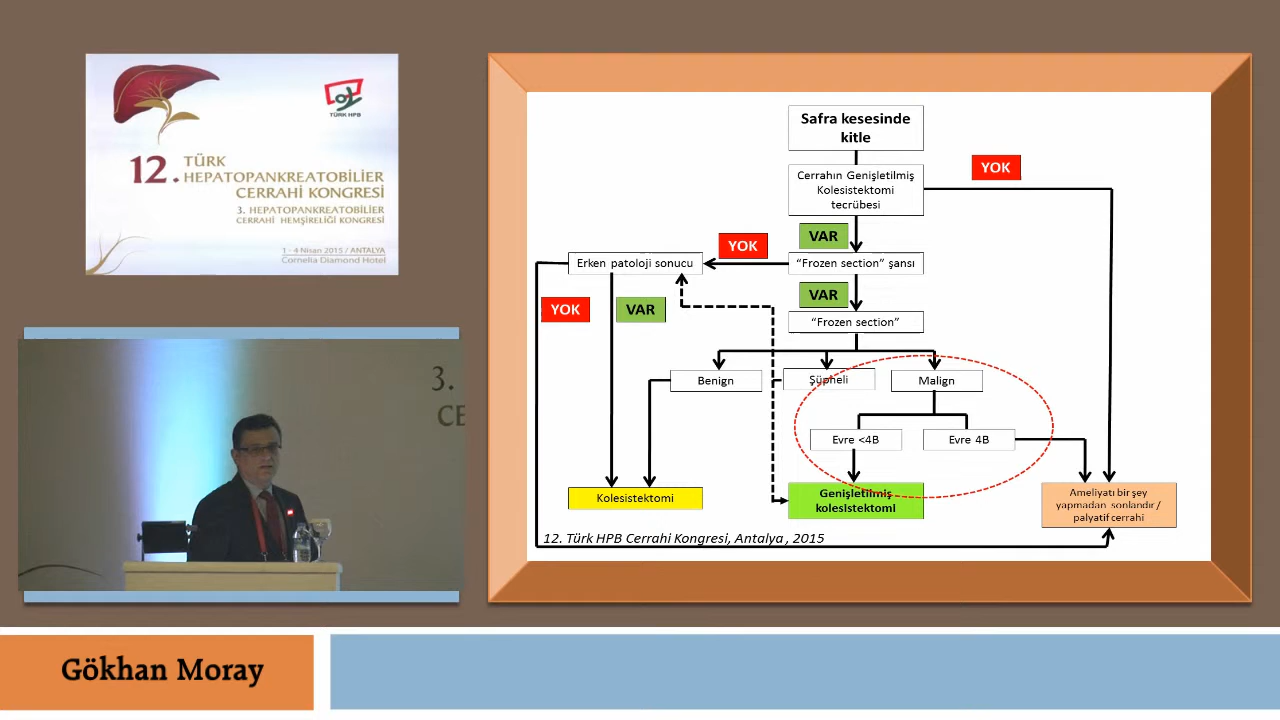 TÜRK HPB
12. TÜRK
HEPATOPANKREATOBİLİER
CERRAHİ KONGRESİ
3. HEPATOPANKREATOBİLİER
CERRAHİ HEMŞİRELİĞİ KONGRESİ
1 - 4 Nisan 2015 / ANTALYA
Cornelia Diamond Hotel
3.
CE
Safra kesesinde
kitle
Cerrahın Genişletilmiş
Kolesistektomi
tecrübesi
YOK
VAR
YOK
Erken patoloji sonucu
“Frozen section” şansı
YOK
VAR
VAR
“Frozen section”
Benign
Şüpheli
Malign
Evre <4B
Evre 4B
Kolesistektomi
Genişletilmiş
kolesistektomi
Ameliyatı bir şey
yapmadan sonlandır /
palyatif cerrahi
12. Türk HPB Cerrahi Kongresi, Antalya , 2015
Gökhan Moray